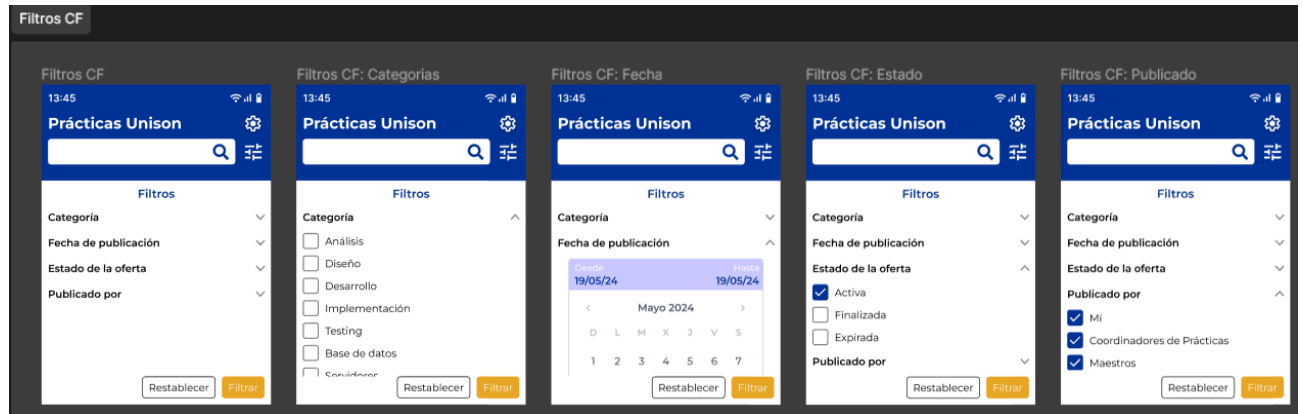 Filtros CF
Filtros CF
13:45
Prácticas Unison
Filtros
Categoría
Fecha de publicación
Estado de la oferta
Publicado por
Restablecer
Filtrar
Filtros CF: Categorias
13:45
Prácticas Unison
Filtros
Categoría
Análisis
Diseño
Desarrollo
Implementación
Testing
Base de datos
Servidores
Restablecer
Filtrar
Filtros CF: Fecha
13:45
Prácticas Unison
Filtros
Categoría
Fecha de publicación
Desde Hasta
19/05/24 19/05/24
Mayo 2024
D L M X J V S
1 2 3 4 5 6 7
Restablecer
Filtrar
Filtros CF: Estado
13:45
Prácticas Unison
Filtros
Categoría
Fecha de publicación
Estado de la oferta
Activa
Finalizada
Expirada
Publicado por
Restablecer
Filtrar
Filtros CF: Publicado
13:45
Prácticas Unison
Filtros
Categoría
Fecha de publicación
Estado de la oferta
Publicado por
Mí
Coordinadores de Prácticas
Maestros
Restablecer
Filtrar